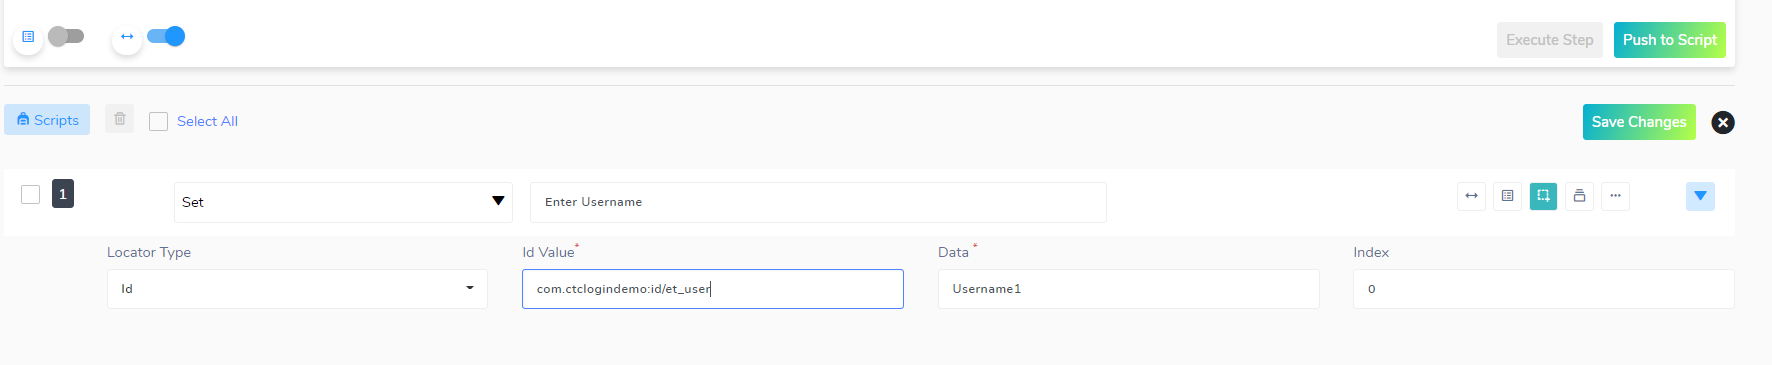 Execute Step
Push to Script
Scripts
Select All
Save Changes
1
Set
Enter Username
Locator Type
Id Value*
Data *
Index
Id
com.ctclogindemo:id/et_user
Username1
0